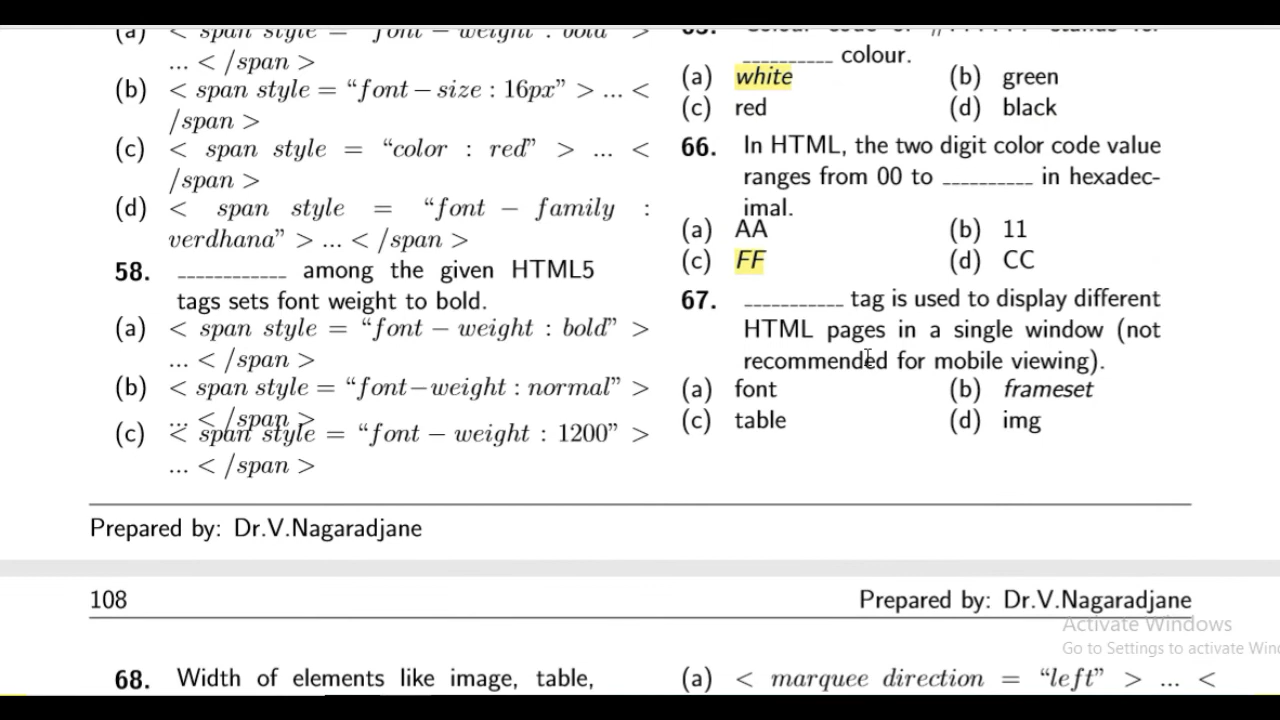 (a) < span style = “font − weight : bold” >
... < /span >
(b) < span style = “font − size : 16px” > ... <
/span >
(c) < span style = “color : red” > ... <
/span >
(d) < span style = “font − family :
verdhana” > ... < /span >
58. ____________ among the given HTML5
tags sets font weight to bold.
(a) < span style = “font − weight : bold” >
... < /span >
(b) < span style = “font−weight : normal” >
... < /span >
(c) < span style = “font − weight : 1200” >
... < /span >
__________ colour.
(a) white (b) green
(c) red (d) black
66. In HTML, the two digit color code value
ranges from 00 to __________ in hexadec-
imal.
(a) AA (b) 11
(c) FF (d) CC
67. ___________ tag is used to display different
HTML pages in a single window (not
recommended for mobile viewing).
(a) font (b) frameset
(c) table (d) img
Prepared by: Dr.V.Nagaradjane
108 Prepared by: Dr.V.Nagaradjane
Activate Windows
Go to Settings to activate Win
68. Width of elements like image, table,
(a) < marquee direction = “left” > ... <